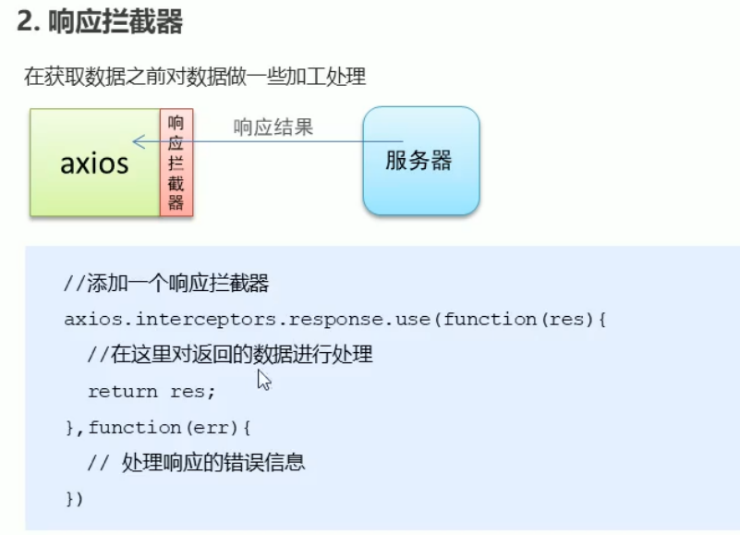 2. 响应拦截器
在获取数据之前对数据做一些加工处理
axios
响应拦截器
响应结果
服务器
//添加一个响应拦截器
axios.interceptors.response.use(function(res){
//在这里对返回的数据进行处理
return res;
},function(err){
// 处理响应的错误信息
})